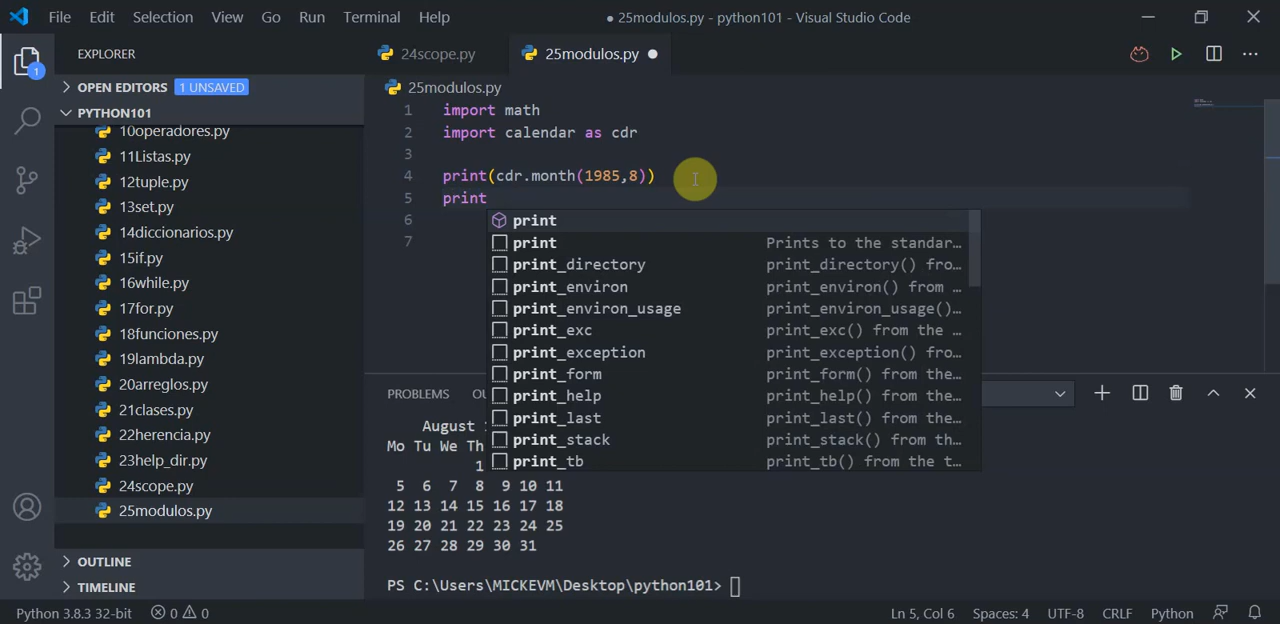 File Edit Selection View Go Run Terminal Help
● 25modulos.py - python101 - Visual Studio Code
EXPLORER
OPEN EDITORS 1 UNSAVED
PYTHON101
10operadores.py
11Listas.py
12tuple.py
13set.py
14diccionarios.py
15if.py
16while.py
17for.py
18funciones.py
19lambda.py
20arreglos.py
21clases.py
22herencia.py
23help_dir.py
24scope.py
25modulos.py
OUTLINE
TIMELINE
1
24scope.py 25modulos.py ●
25modulos.py
1 import math
2 import calendar as cdr
3
4 print(cdr.month(1985,8))
5 print
6
7
print
print Prints to the standar…
print_directory print_directory() fro…
print_environ print_environ() from …
print_environ_usage print_environ_usage()…
print_exc print_exc() from the …
print_exception print_exception() fro…
print_form print_form() from the…
print_help print_help() from the…
print_last print_last() from the…
print_stack print_stack() from th…
print_tb print_tb() from the t…
PROBLEMS OU
August 1
Mo Tu We Th
1
5 6 7 8 9 10 11
12 13 14 15 16 17 18
19 20 21 22 23 24 25
26 27 28 29 30 31
PS C:\Users\MICKEVM\Desktop\python101>
Python 3.8.3 32-bit 0 0 Ln 5, Col 6 Spaces: 4 UTF-8 CRLF Python